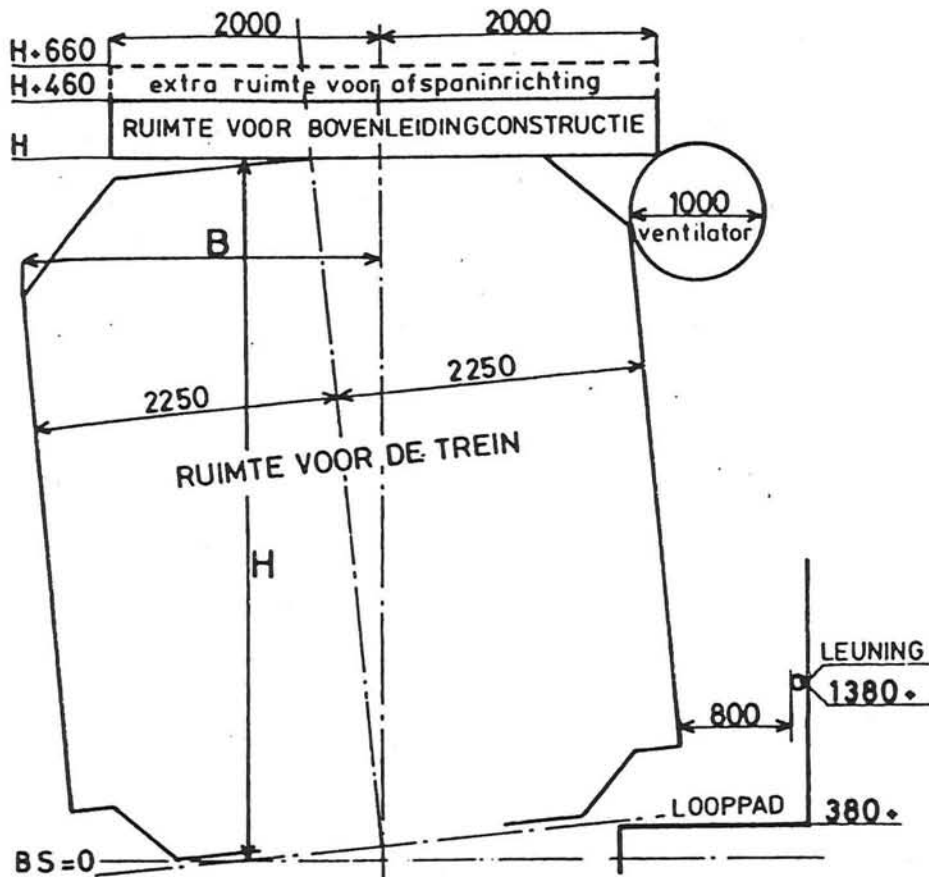 2000 2000
H+660
H+460 extra ruimte voor afspaninrichting
RUIMTE VOOR BOVENLEIDINGCONSTRUCTIE
H
1000
ventilator
B
2250 2250
RUIMTE VOOR DE TREIN
H
LEUNING
1380+
800
LOOPPAD 380+
BS=0